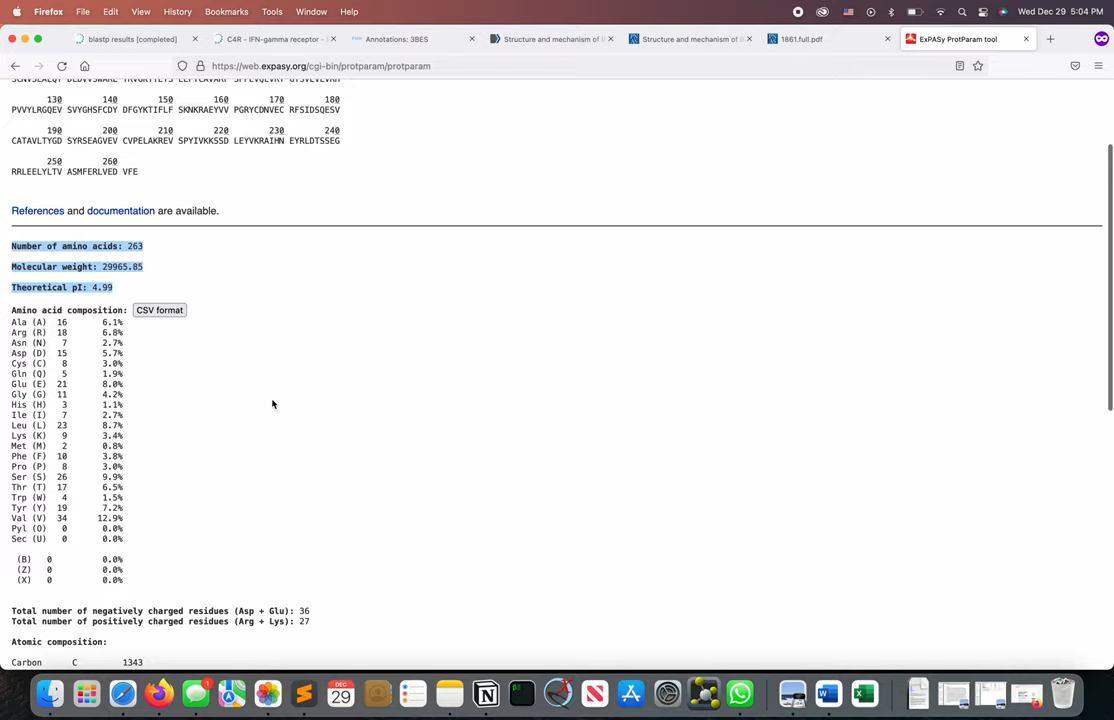 Firefox File Edit View History Bookmarks Tools Window Help Wed Dec 29 5:04 PM
blastp results [completed] C4R - IFN-gamma receptor - Annotations: 3BES Structure and mechanism of Structure and mechanism of 1861.full.pdf ExPASy ProtParam tool
https://web.expasy.org/cgi-bin/protparam/protparam
130 140 150 160 170 180
PVVYLRGQEV SVYGHSFCDY DFGYKTIFLF SKNKRAEYVV PGRYCDNVEC RFSIDSQESV
190 200 210 220 230 240
CATAVLTYGD SYRSEAGVEV CVPELAKREV SPYIVKKSSD LEYVKRAIHN EYRLDTSSEG
250 260
RRLEELYLTV ASMFERLVED VFE
References and documentation are available.
Number of amino acids: 263
Molecular weight: 29965.85
Theoretical pI: 4.99
Amino acid composition: CSV format
Ala (A) 16 6.1%
Arg (R) 18 6.8%
Asn (N) 7 2.7%
Asp (D) 15 5.7%
Cys (C) 8 3.0%
Gln (Q) 5 1.9%
Glu (E) 21 8.0%
Gly (G) 11 4.2%
His (H) 3 1.1%
Ile (I) 7 2.7%
Leu (L) 23 8.7%
Lys (K) 9 3.4%
Met (M) 2 0.8%
Phe (F) 10 3.8%
Pro (P) 8 3.0%
Ser (S) 26 9.9%
Thr (T) 17 6.5%
Trp (W) 4 1.5%
Tyr (Y) 19 7.2%
Val (V) 34 12.9%
Pyl (O) 0 0.0%
Sec (U) 0 0.0%
(B) 0 0.0%
(Z) 0 0.0%
(X) 0 0.0%
Total number of negatively charged residues (Asp + Glu): 36
Total number of positively charged residues (Arg + Lys): 27
Atomic composition:
Carbon C 1343
DEC
29